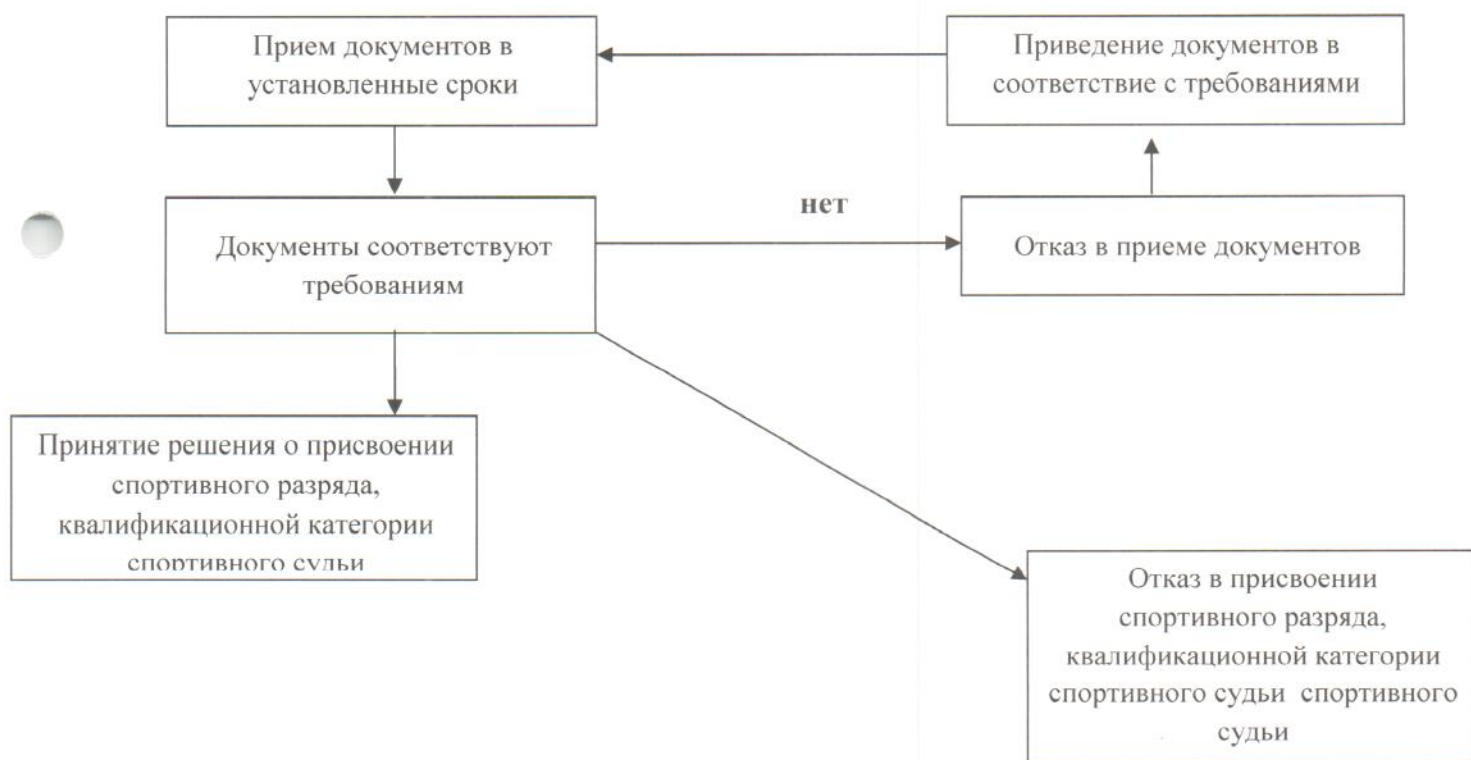 Прием документов в
установленные сроки
Приведение документов в
соответствие с требованиями
нет
Документы соответствуют
требованиям
Отказ в приеме документов
Принятие решения о присвоении
спортивного разряда,
квалификационной категории
спортивного судьи
Отказ в присвоении
спортивного разряда,
квалификационной категории
спортивного судьи спортивного
судьи